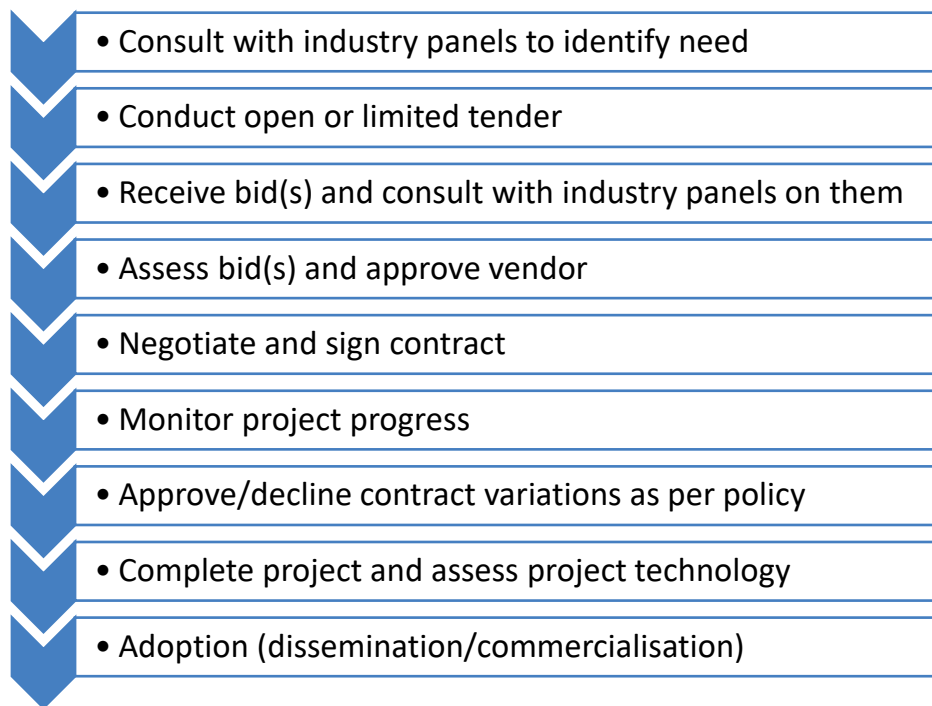 • Consult with industry panels to identify need
• Conduct open or limited tender
• Receive bid(s) and consult with industry panels on them
• Assess bid(s) and approve vendor
• Negotiate and sign contract
• Monitor project progress
• Approve/decline contract variations as per policy
• Complete project and assess project technology
• Adoption (dissemination/commercialisation)